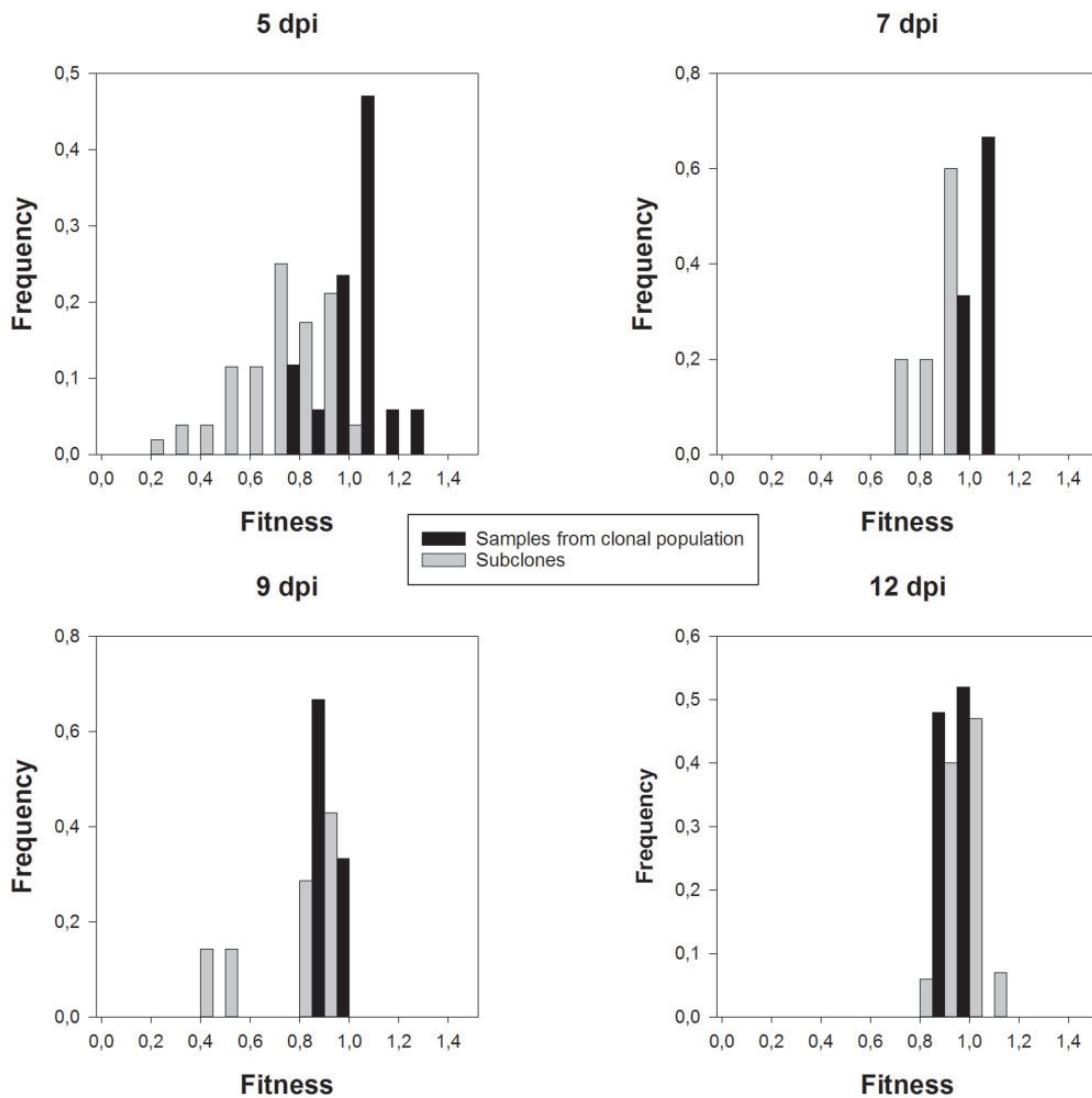 5 dpi
0,5
0,4
0,3
0,2
0,1
0,0
Frequency
0,0 0,2 0,4 0,6 0,8 1,0 1,2 1,4
Fitness
7 dpi
0,8
0,6
0,4
0,2
0,0
Frequency
0,0 0,2 0,4 0,6 0,8 1,0 1,2 1,4
Fitness
Samples from clonal population
Subclones
9 dpi
0,8
0,6
0,4
0,2
0,0
Frequency
0,0 0,2 0,4 0,6 0,8 1,0 1,2 1,4
Fitness
12 dpi
0,6
0,5
0,4
0,3
0,2
0,1
0,0
Frequency
0,0 0,2 0,4 0,6 0,8 1,0 1,2 1,4
Fitness